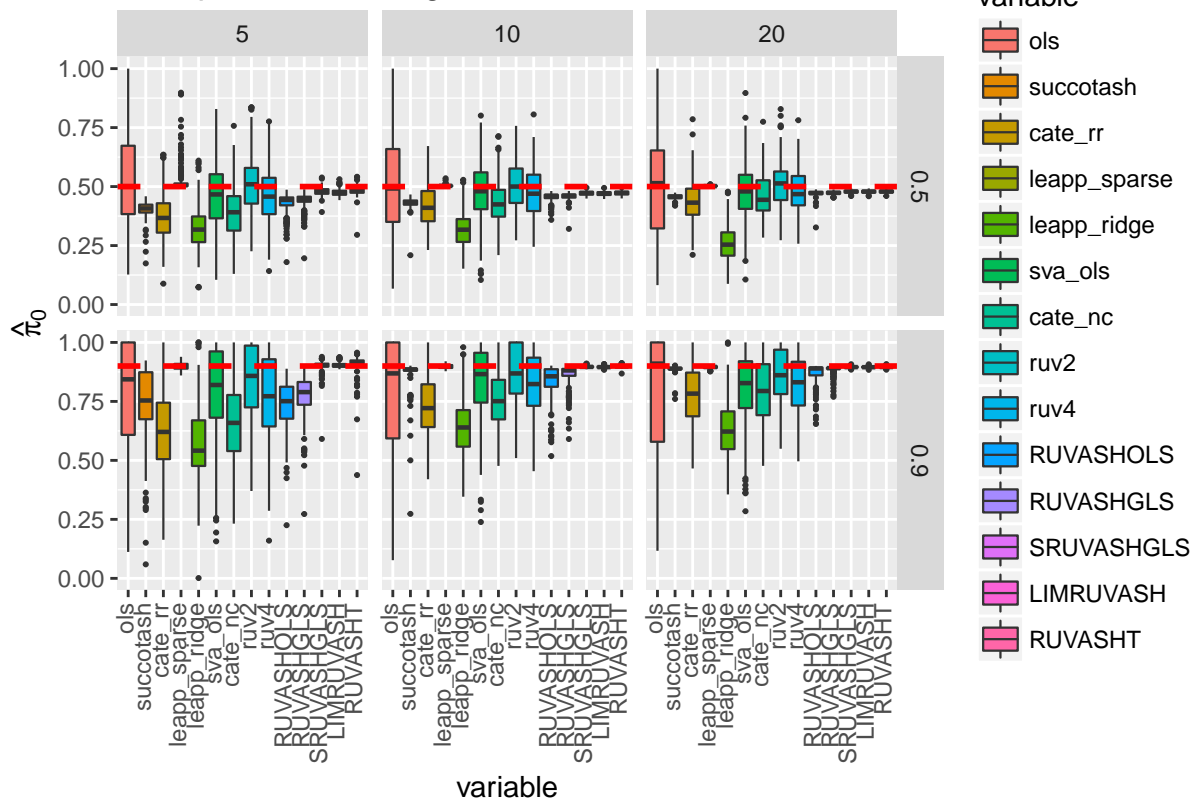 variable
5
10
20
1.00
0.75
0.50
0.25
0.00
0.5
1.00
0.75
0.50
0.25
0.00
0.9
π̂0
ols
succotash
cate_rr
leapp_sparse
leapp_ridge
sva_ols
cate_nc
ruv2
ruv4
RUVASHOLS
RUVASHGLS
SRUVASHGLS
LIMRUVASH
RUVASHT
ols
succotash
cate_rr
leapp_sparse
leapp_ridge
sva_ols
cate_nc
ruv2
ruv4
RUVASHOLS
RUVASHGLS
SRUVASHGLS
LIMRUVASH
RUVASHT
ols
succotash
cate_rr
leapp_sparse
leapp_ridge
sva_ols
cate_nc
ruv2
ruv4
RUVASHOLS
RUVASHGLS
SRUVASHGLS
LIMRUVASH
RUVASHT
variable
ols
succotash
cate_rr
leapp_sparse
leapp_ridge
sva_ols
cate_nc
ruv2
ruv4
RUVASHOLS
RUVASHGLS
SRUVASHGLS
LIMRUVASH
RUVASHT